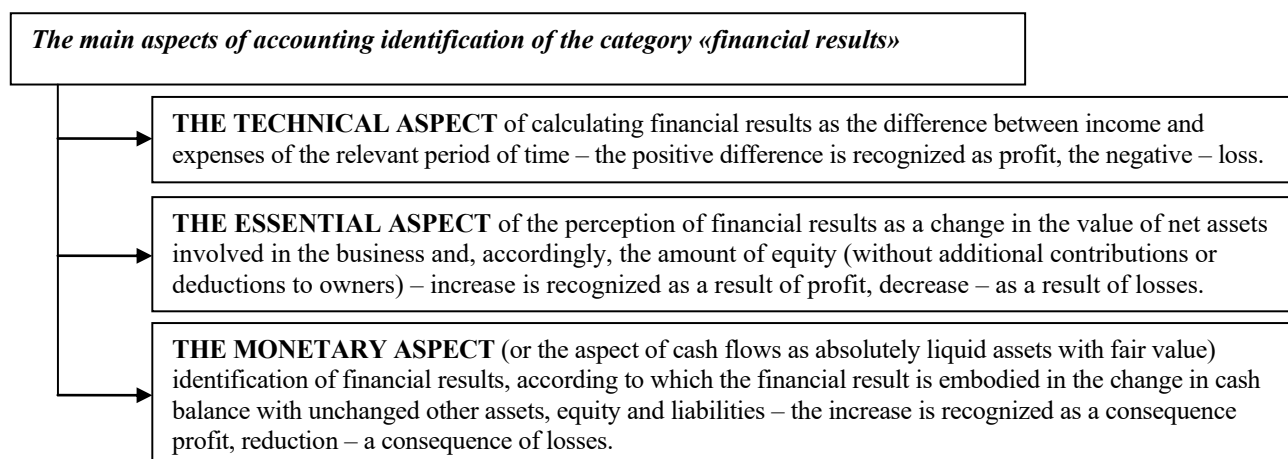 The main aspects of accounting identification of the category «financial results»
THE TECHNICAL ASPECT of calculating financial results as the difference between income and
expenses of the relevant period of time – the positive difference is recognized as profit, the negative – loss.
THE ESSENTIAL ASPECT of the perception of financial results as a change in the value of net assets
involved in the business and, accordingly, the amount of equity (without additional contributions or
deductions to owners) – increase is recognized as a result of profit, decrease – as a result of losses.
THE MONETARY ASPECT (or the aspect of cash flows as absolutely liquid assets with fair value)
identification of financial results, according to which the financial result is embodied in the change in cash
balance with unchanged other assets, equity and liabilities – the increase is recognized as a consequence
profit, reduction – a consequence of losses.